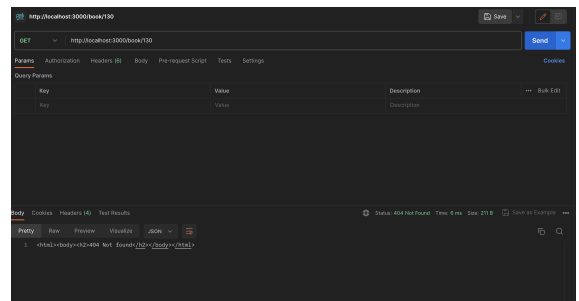 http://localhost:3000/book/130 Save
GET http://localhost:3000/book/130 Send
Params Authorization Headers (6) Body Pre-request Script Tests Settings Cookies
Query Params
Key Value Description ••• Bulk Edit
Key Value Description
Body Cookies Headers (4) Test Results Status: 404 Not Found Time: 6 ms Size: 211 B Save as Example •••
Pretty Raw Preview Visualize JSON
1 <html><body><h2>404 Not found</h2></body></html>